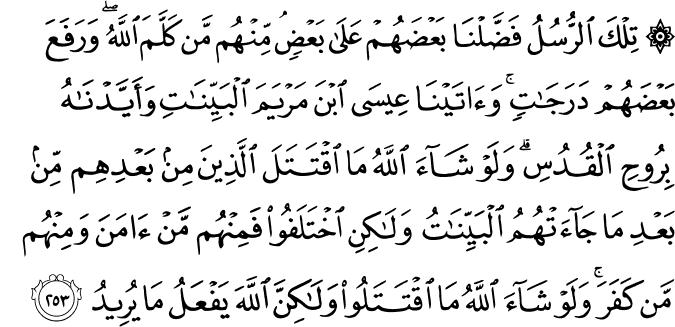 ۞ تِلۡكَ ٱلرُّسُلُ فَضَّلۡنَا بَعۡضَهُمۡ عَلَىٰ بَعۡضٖۘ مِّنۡهُم مَّن كَلَّمَ ٱللَّهُۖ وَرَفَعَ
بَعۡضَهُمۡ دَرَجَٰتٖۚ وَءَاتَيۡنَا عِيسَى ٱبۡنَ مَرۡيَمَ ٱلۡبَيِّنَٰتِ وَأَيَّدۡنَٰهُ
بِرُوحِ ٱلۡقُدُسِۗ وَلَوۡ شَآءَ ٱللَّهُ مَا ٱقۡتَتَلَ ٱلَّذِينَ مِنۢ بَعۡدِهِم مِّنۢ
بَعۡدِ مَا جَآءَتۡهُمُ ٱلۡبَيِّنَٰتُ وَلَٰكِنِ ٱخۡتَلَفُواْ فَمِنۡهُم مَّنۡ ءَامَنَ وَمِنۡهُم
مَّن كَفَرَۚ وَلَوۡ شَآءَ ٱللَّهُ مَا ٱقۡتَتَلُواْ وَلَٰكِنَّ ٱللَّهَ يَفۡعَلُ مَا يُرِيدُ ٢٥٣